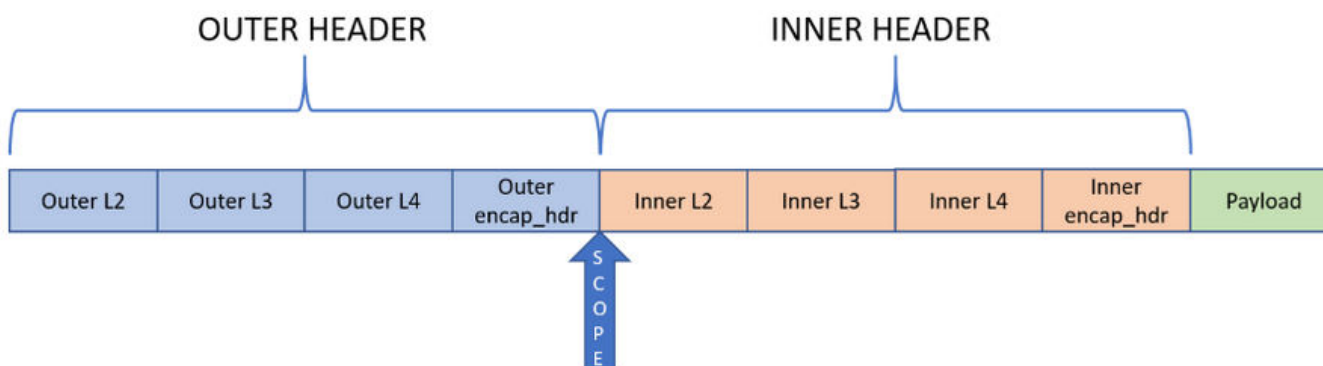 OUTER HEADER
INNER HEADER
Outer L2
Outer L3
Outer L4
Outer
encap_hdr
Inner L2
Inner L3
Inner L4
Inner
encap_hdr
Payload
S
C
O
P
E